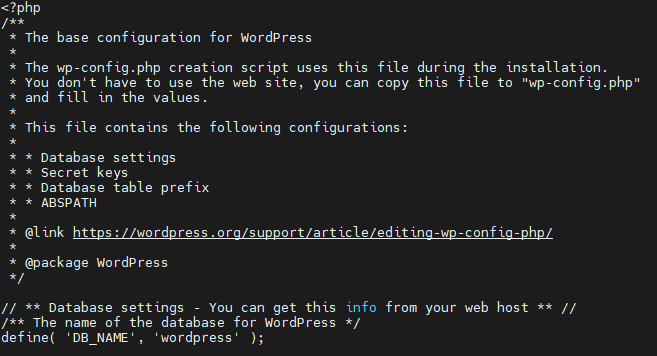 <?php
/**
 * The base configuration for WordPress
 *
 * The wp-config.php creation script uses this file during the installation.
 * You don't have to use the web site, you can copy this file to "wp-config.php"
 * and fill in the values.
 *
 * This file contains the following configurations:
 *
 * * Database settings
 * * Secret keys
 * * Database table prefix
 * * ABSPATH
 *
 * @link https://wordpress.org/support/article/editing-wp-config-php/
 *
 * @package WordPress
 */

// ** Database settings - You can get this info from your web host ** //
/** The name of the database for WordPress */
define( 'DB_NAME', 'wordpress' );